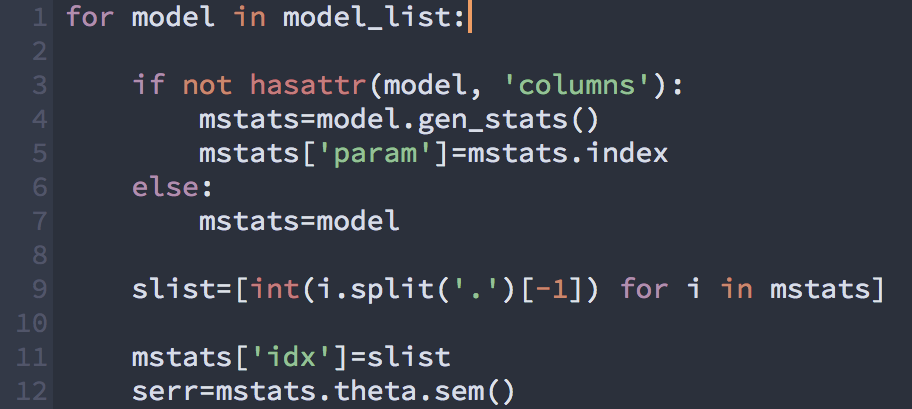 1 for model in model_list:
2
3     if not hasattr(model, 'columns'):
4         mstats=model.gen_stats()
5         mstats['param']=mstats.index
6     else:
7         mstats=model
8
9     slist=[int(i.split('.')[-1]) for i in mstats]
10
11     mstats['idx']=slist
12     serr=mstats.theta.sem()